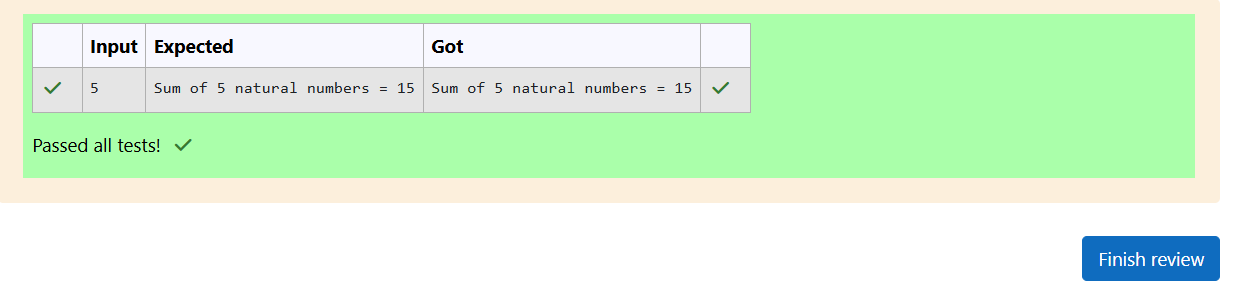 Input Expected Got
5 Sum of 5 natural numbers = 15 Sum of 5 natural numbers = 15
Passed all tests!
Finish review